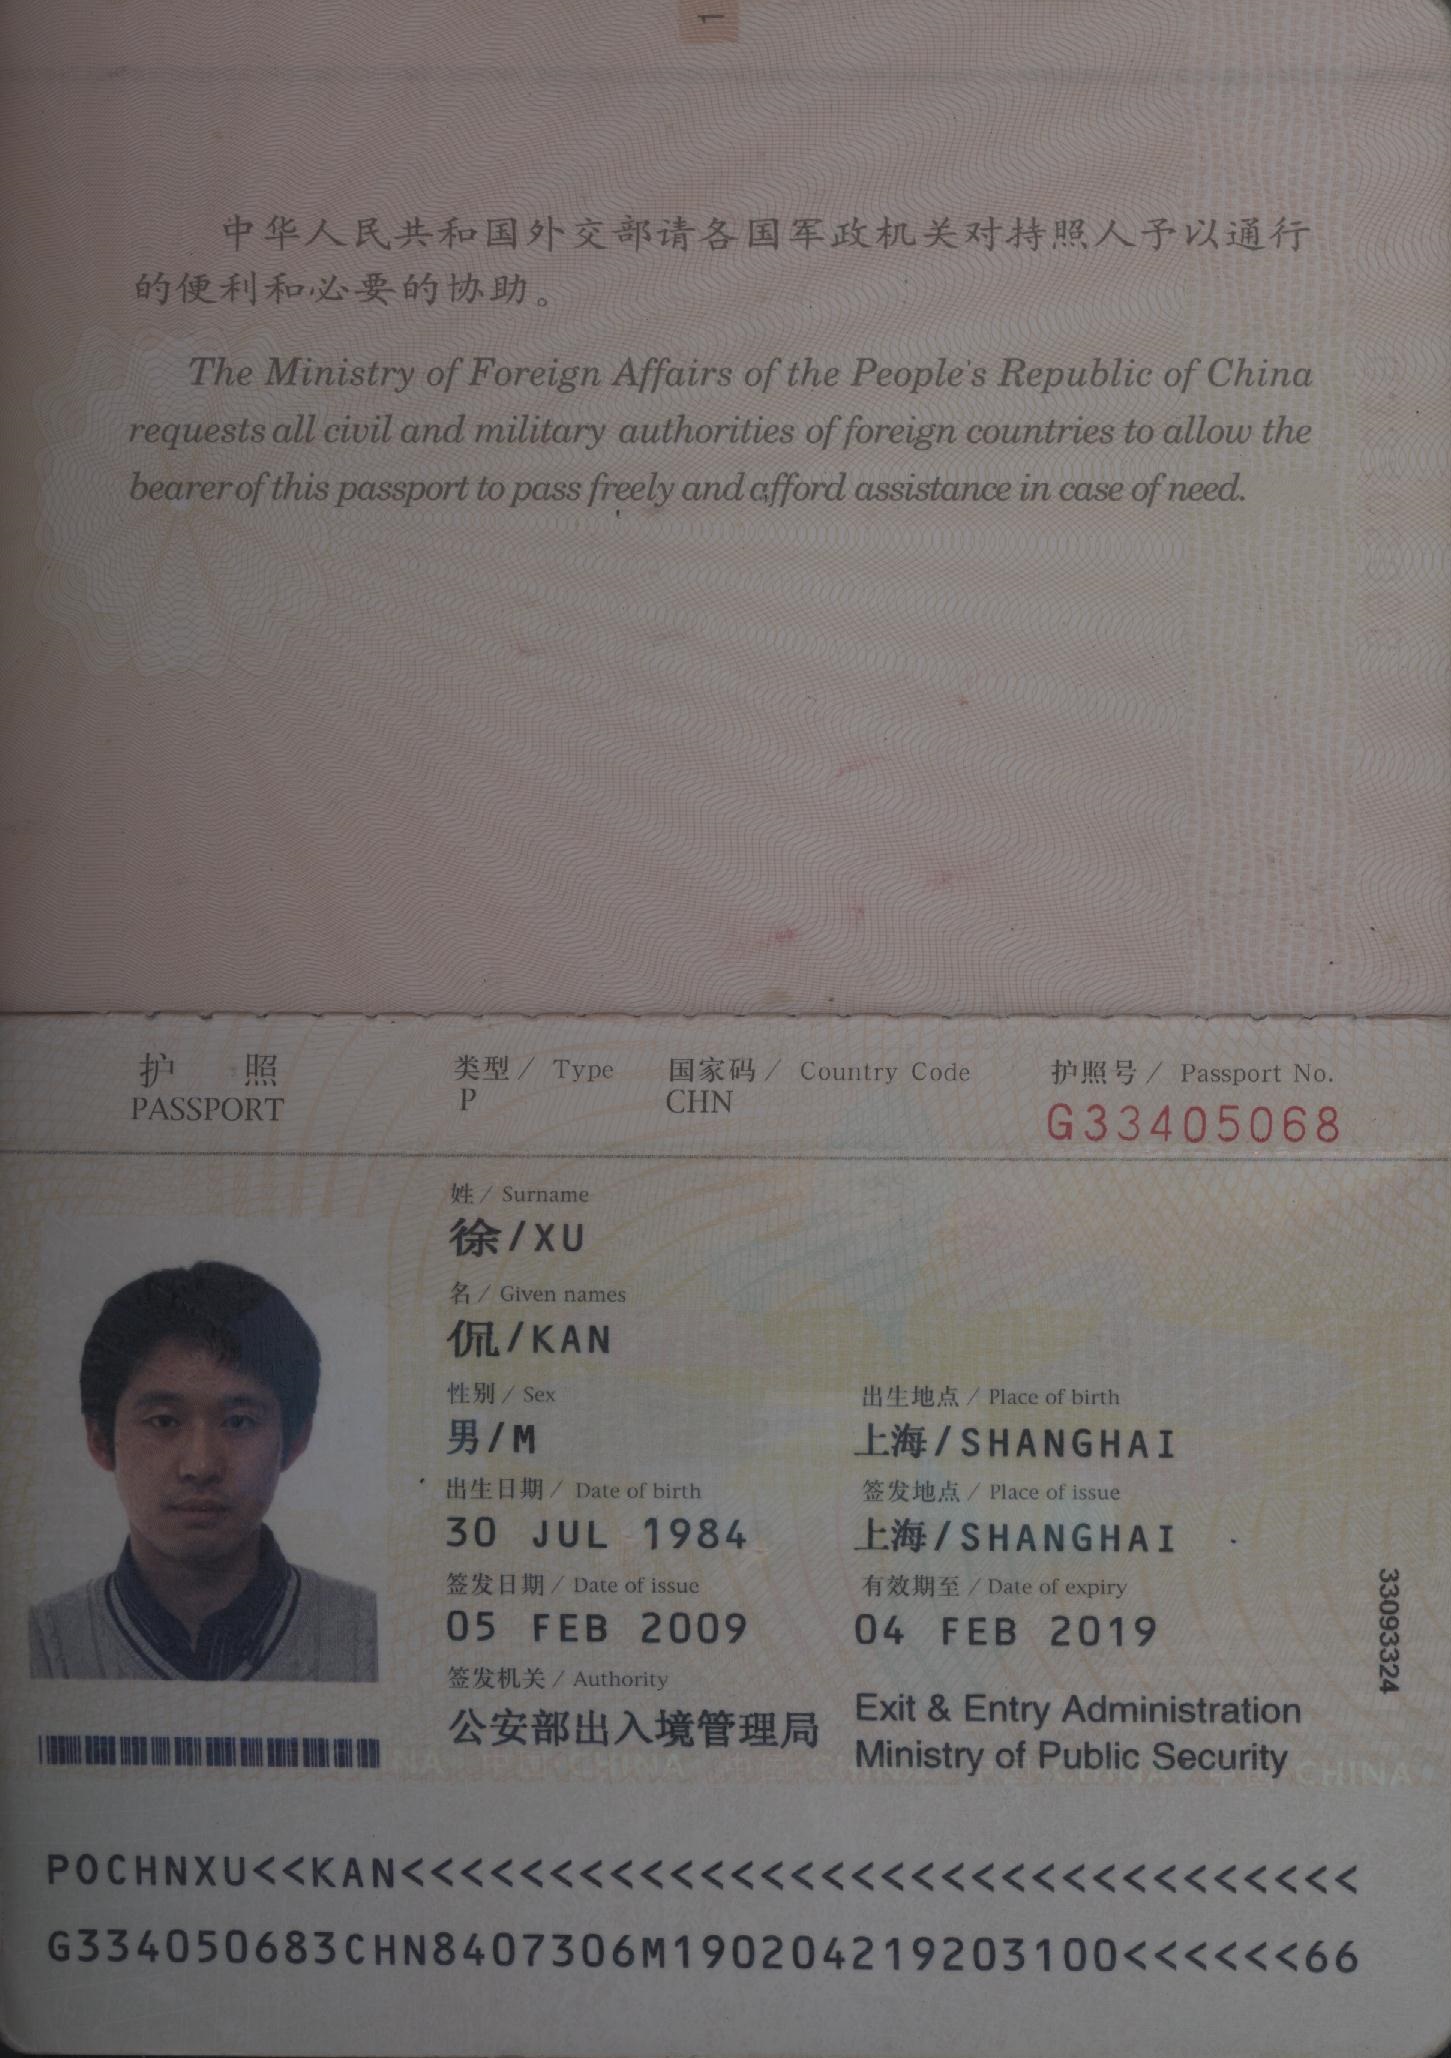 1
中华人民共和国外交部请各国军政机关对持照人予以通行
的便利和必要的协助。
The Ministry of Foreign Affairs of the People's Republic of China
requests all civil and military authorities of foreign countries to allow the
bearer of this passport to pass freely and afford assistance in case of need.
护 照
PASSPORT
类型 / Type
P
国家码 / Country Code
CHN
护照号 / Passport No.
G33405068
姓 / Surname
徐/XU
名 / Given names
侃/KAN
性别 / Sex
男/M
出生地点 / Place of birth
上海/SHANGHAI
出生日期 / Date of birth
30 JUL 1984
签发地点 / Place of issue
上海/SHANGHAI
签发日期 / Date of issue
05 FEB 2009
有效期至 / Date of expiry
04 FEB 2019
签发机关 / Authority
公安部出入境管理局
Exit & Entry Administration
Ministry of Public Security
33093324
POCHNXU<<KAN<<<<<<<<<<<<<<<<<<<<<<<<<<<<<<<<
G334050683CHN8407306M190204219203100<<<<<<66